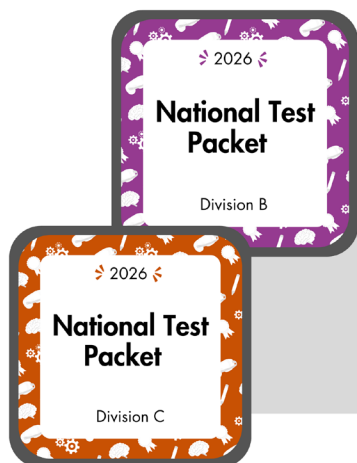 2026
National Test
Packet
Division B
2026
National Test
Packet
Division C